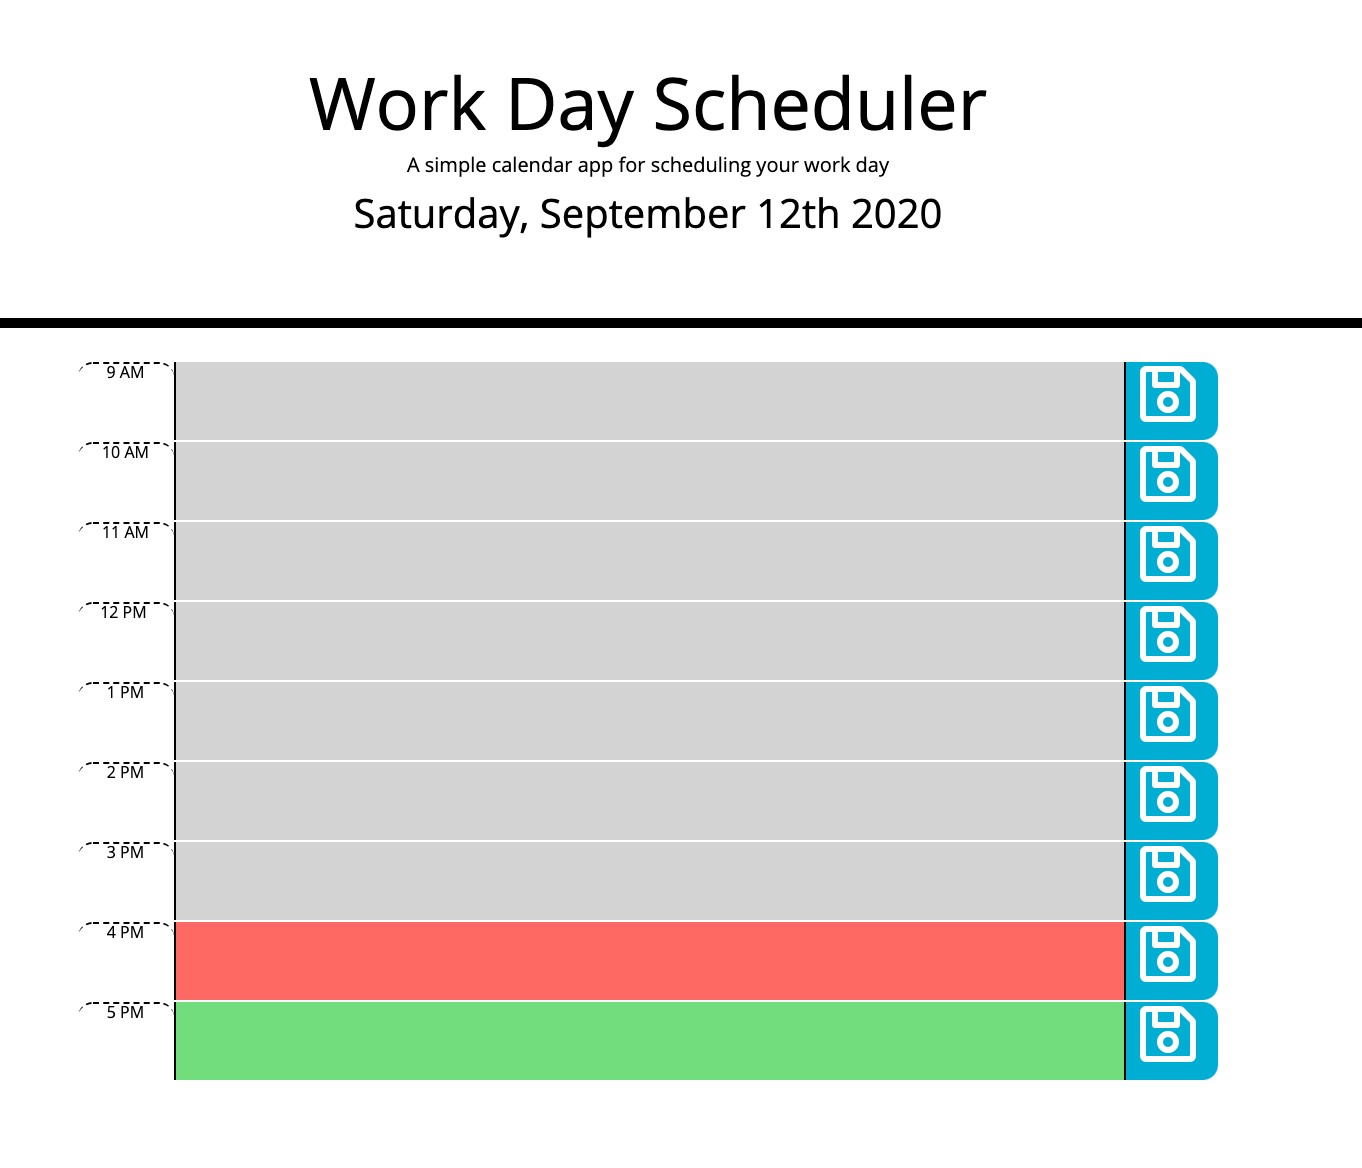 Work Day Scheduler
A simple calendar app for scheduling your work day
Saturday, September 12th 2020
9 AM
10 AM
11 AM
12 PM
1 PM
2 PM
3 PM
4 PM
5 PM